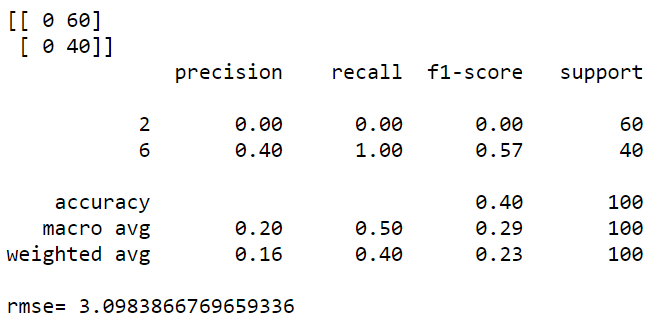 [[ 0 60]
 [ 0 40]]
              precision    recall  f1-score   support

           2       0.00      0.00      0.00        60
           6       0.40      1.00      0.57        40

    accuracy                           0.40       100
   macro avg       0.20      0.50      0.29       100
weighted avg       0.16      0.40      0.23       100

rmse= 3.0983866769659336